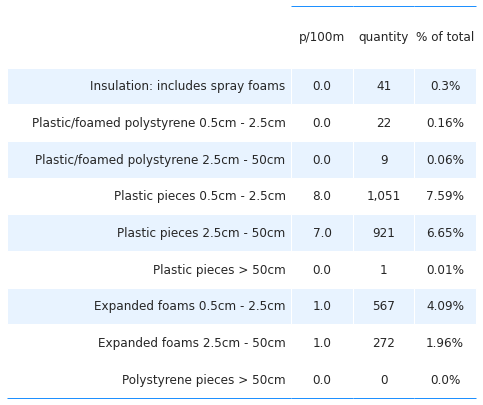 p/100m quantity % of total
Insulation: includes spray foams 0.0 41 0.3%
Plastic/foamed polystyrene 0.5cm - 2.5cm 0.0 22 0.16%
Plastic/foamed polystyrene 2.5cm - 50cm 0.0 9 0.06%
Plastic pieces 0.5cm - 2.5cm 8.0 1,051 7.59%
Plastic pieces 2.5cm - 50cm 7.0 921 6.65%
Plastic pieces > 50cm 0.0 1 0.01%
Expanded foams 0.5cm - 2.5cm 1.0 567 4.09%
Expanded foams 2.5cm - 50cm 1.0 272 1.96%
Polystyrene pieces > 50cm 0.0 0 0.0%